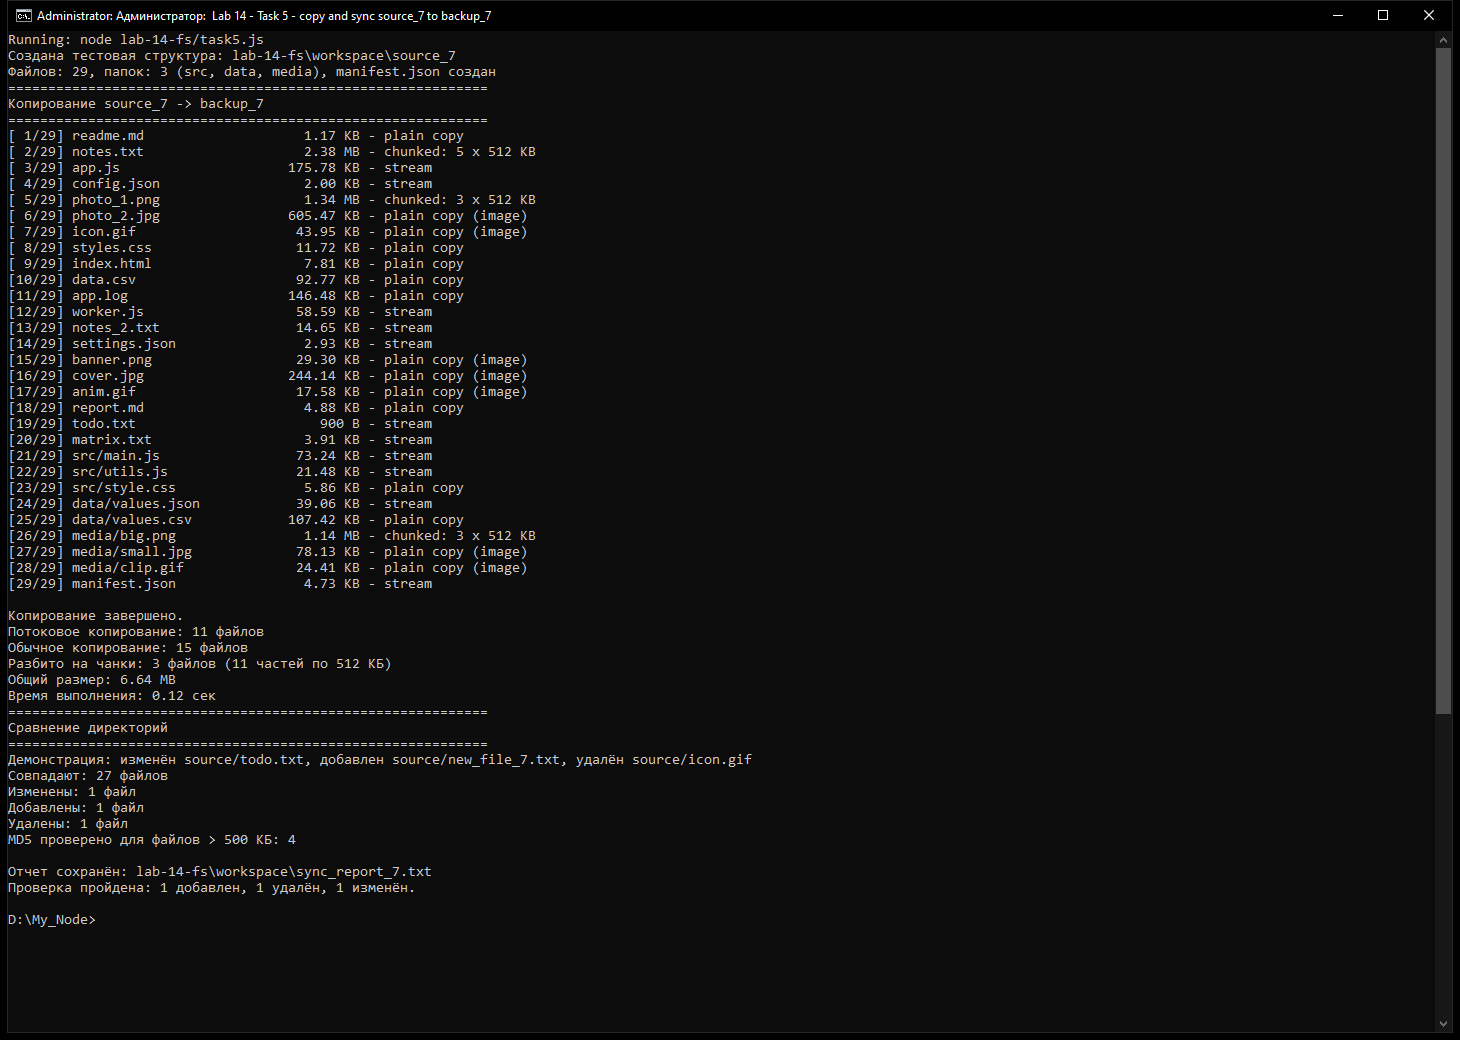 Administrator: Администратор:  Lab 14 - Task 5 - copy and sync source_7 to backup_7
Running: node lab-14-fs/task5.js
Создана тестовая структура: lab-14-fs\workspace\source_7
Файлов: 29, папок: 3 (src, data, media), manifest.json создан
============================================================
Копирование source_7 -> backup_7
============================================================
[ 1/29] readme.md                    1.17 KB - plain copy
[ 2/29] notes.txt                    2.38 MB - chunked: 5 x 512 KB
[ 3/29] app.js                     175.78 KB - stream
[ 4/29] config.json                  2.00 KB - stream
[ 5/29] photo_1.png                  1.34 MB - chunked: 3 x 512 KB
[ 6/29] photo_2.jpg                605.47 KB - plain copy (image)
[ 7/29] icon.gif                    43.95 KB - plain copy (image)
[ 8/29] styles.css                  11.72 KB - plain copy
[ 9/29] index.html                   7.81 KB - plain copy
[10/29] data.csv                    92.77 KB - plain copy
[11/29] app.log                    146.48 KB - plain copy
[12/29] worker.js                   58.59 KB - stream
[13/29] notes_2.txt                 14.65 KB - stream
[14/29] settings.json                2.93 KB - stream
[15/29] banner.png                  29.30 KB - plain copy (image)
[16/29] cover.jpg                  244.14 KB - plain copy (image)
[17/29] anim.gif                    17.58 KB - plain copy (image)
[18/29] report.md                    4.88 KB - plain copy
[19/29] todo.txt                       900 B - stream
[20/29] matrix.txt                   3.91 KB - stream
[21/29] src/main.js                 73.24 KB - stream
[22/29] src/utils.js                21.48 KB - stream
[23/29] src/style.css                5.86 KB - plain copy
[24/29] data/values.json            39.06 KB - stream
[25/29] data/values.csv            107.42 KB - plain copy
[26/29] media/big.png                1.14 MB - chunked: 3 x 512 KB
[27/29] media/small.jpg             78.13 KB - plain copy (image)
[28/29] media/clip.gif              24.41 KB - plain copy (image)
[29/29] manifest.json                4.73 KB - stream
Копирование завершено.
Потоковое копирование: 11 файлов
Обычное копирование: 15 файлов
Разбито на чанки: 3 файлов (11 частей по 512 КБ)
Общий размер: 6.64 MB
Время выполнения: 0.12 сек
============================================================
Сравнение директорий
============================================================
Демонстрация: изменён source/todo.txt, добавлен source/new_file_7.txt, удалён source/icon.gif
Совпадают: 27 файлов
Изменены: 1 файл
Добавлены: 1 файл
Удалены: 1 файл
MD5 проверено для файлов > 500 КБ: 4
Отчет сохранён: lab-14-fs\workspace\sync_report_7.txt
Проверка пройдена: 1 добавлен, 1 удалён, 1 изменён.
D:\My_Node>